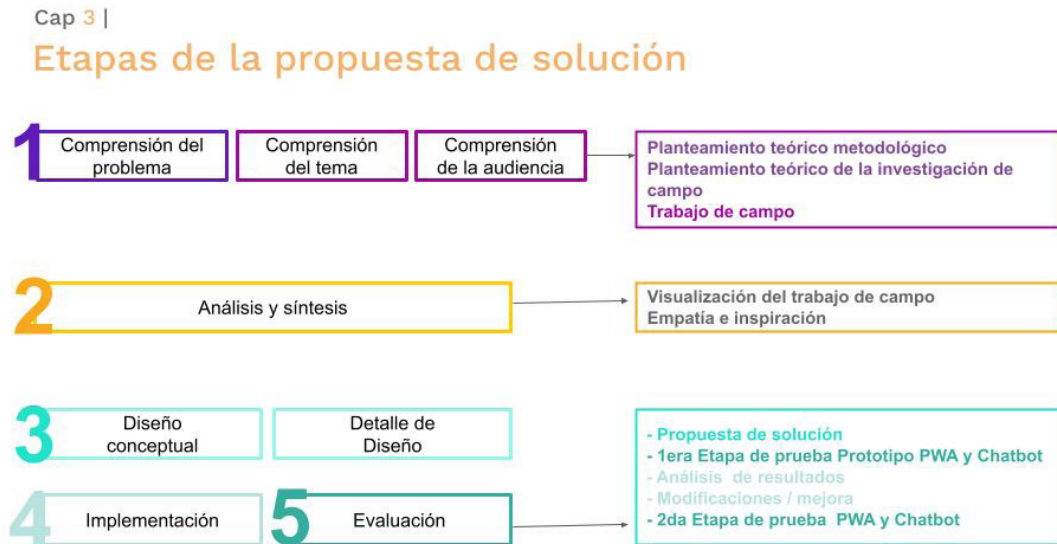 Cap 3 |
Etapas de la propuesta de solución
1
Comprensión del
problema
Comprensión
del tema
Comprensión
de la audiencia
Planteamiento teórico metodológico
Planteamiento teórico de la investigación de
campo
Trabajo de campo
2
Análisis y síntesis
Visualización del trabajo de campo
Empatía e inspiración
3
Diseño
conceptual
Detalle de
Diseño
4
Implementación
5
Evaluación
- Propuesta de solución
- 1era Etapa de prueba Prototipo PWA y Chatbot
- Análisis de resultados
- Modificaciones / mejora
- 2da Etapa de prueba PWA y Chatbot